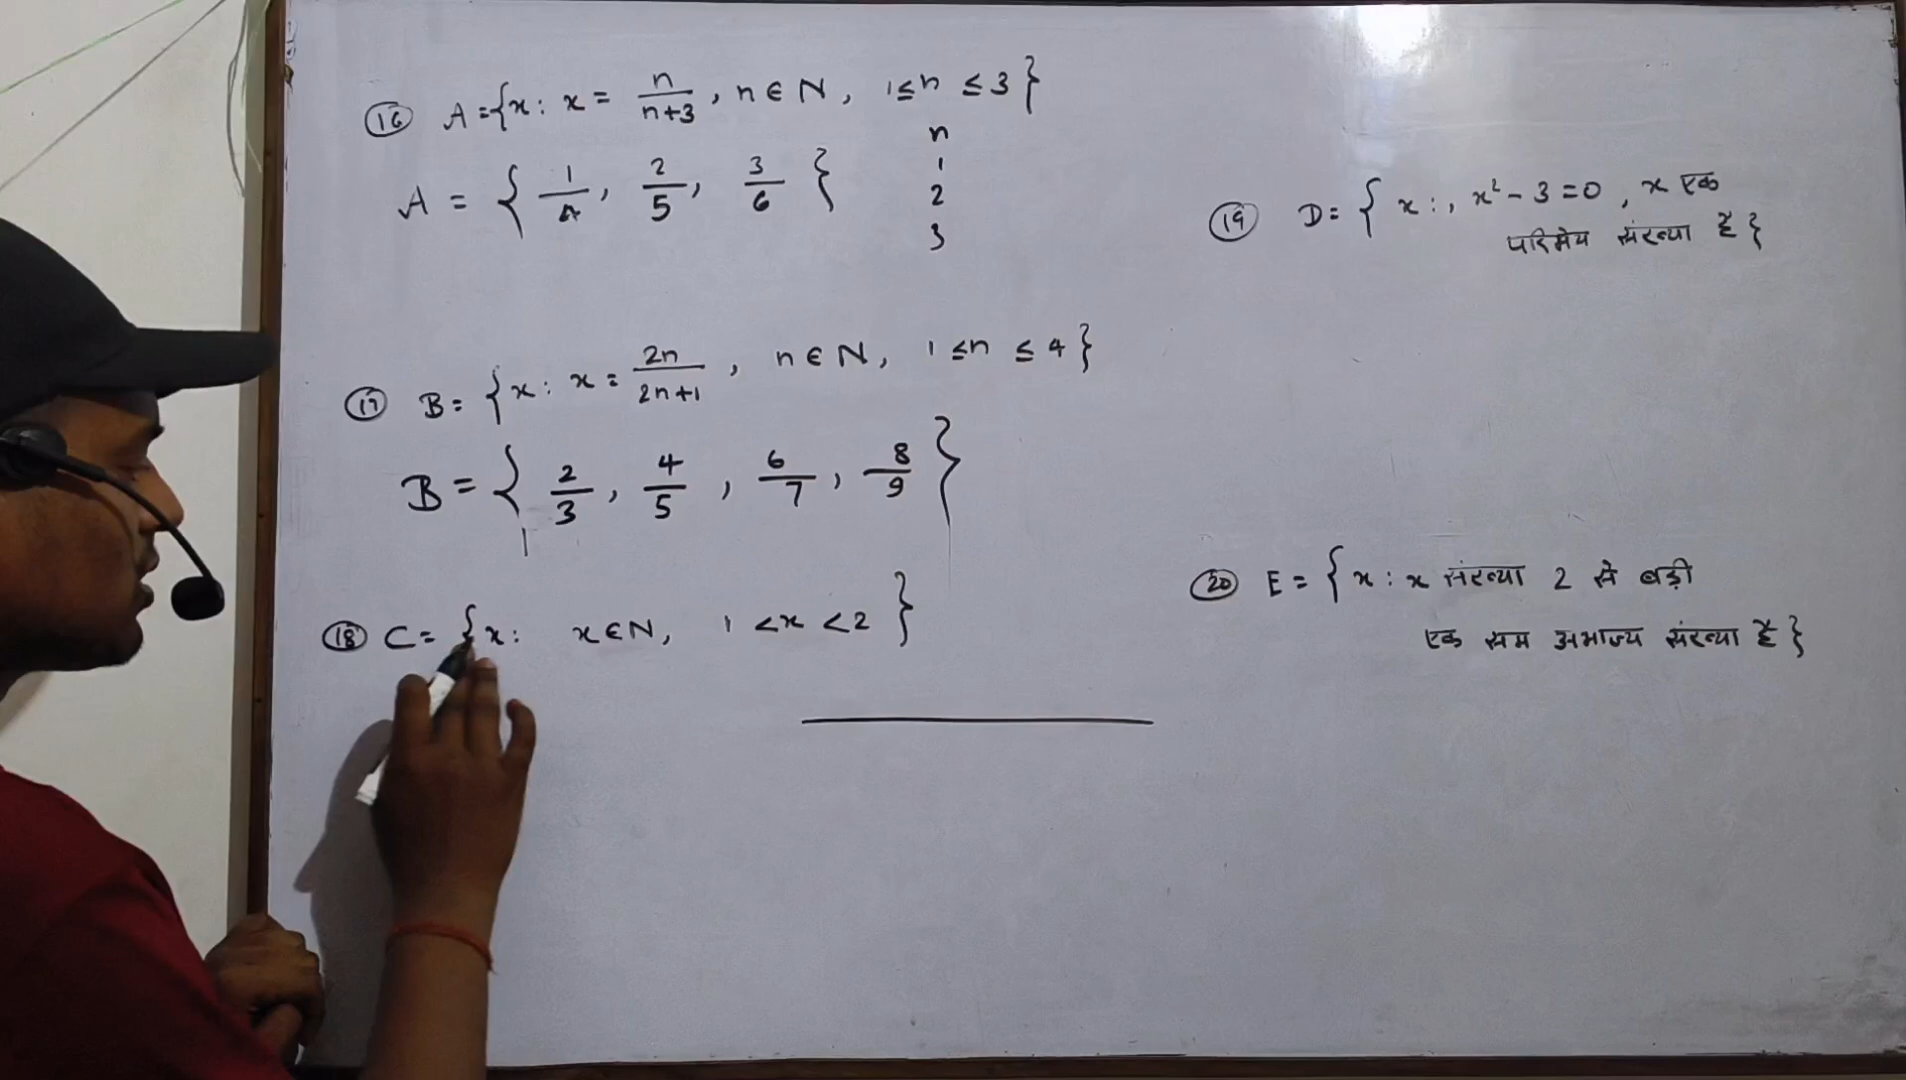 (16) A = {x : x = n/n+3, n ∈ N, 1 ≤ n ≤ 3}
A = {1/4, 2/5, 3/6}
n
1
2
3
(17) B = {x : x = 2n/2n+1, n ∈ N, 1 ≤ n ≤ 4}
B = {2/3, 4/5, 6/7, 8/9}
(18) C = {x : x ∈ N, 1 < x < 2}
(19) D = {x :, x² - 3 = 0, x एक
परिमेय संख्या है}
(20) E = {x : x संख्या 2 से बड़ी
एक सम अभाज्य संख्या है}